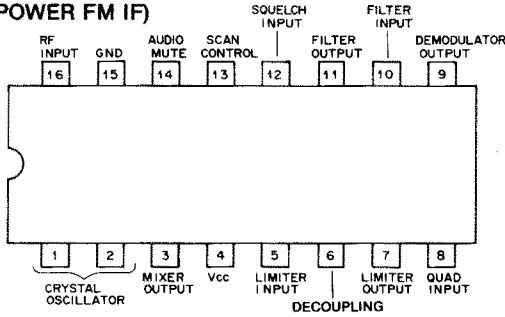 POWER FM IF)
SQUELCH
INPUT
FILTER
INPUT
RF
INPUT
GND
AUDIO
MUTE
SCAN
CONTROL
FILTER
OUTPUT
DEMODULATOR
OUTPUT
16 15 14 13 12 11 10 9
1 2 3 4 5 6 7 8
CRYSTAL
OSCILLATOR
MIXER
OUTPUT
Vcc
LIMITER
INPUT
DECOUPLING
LIMITER
OUTPUT
QUAD
INPUT